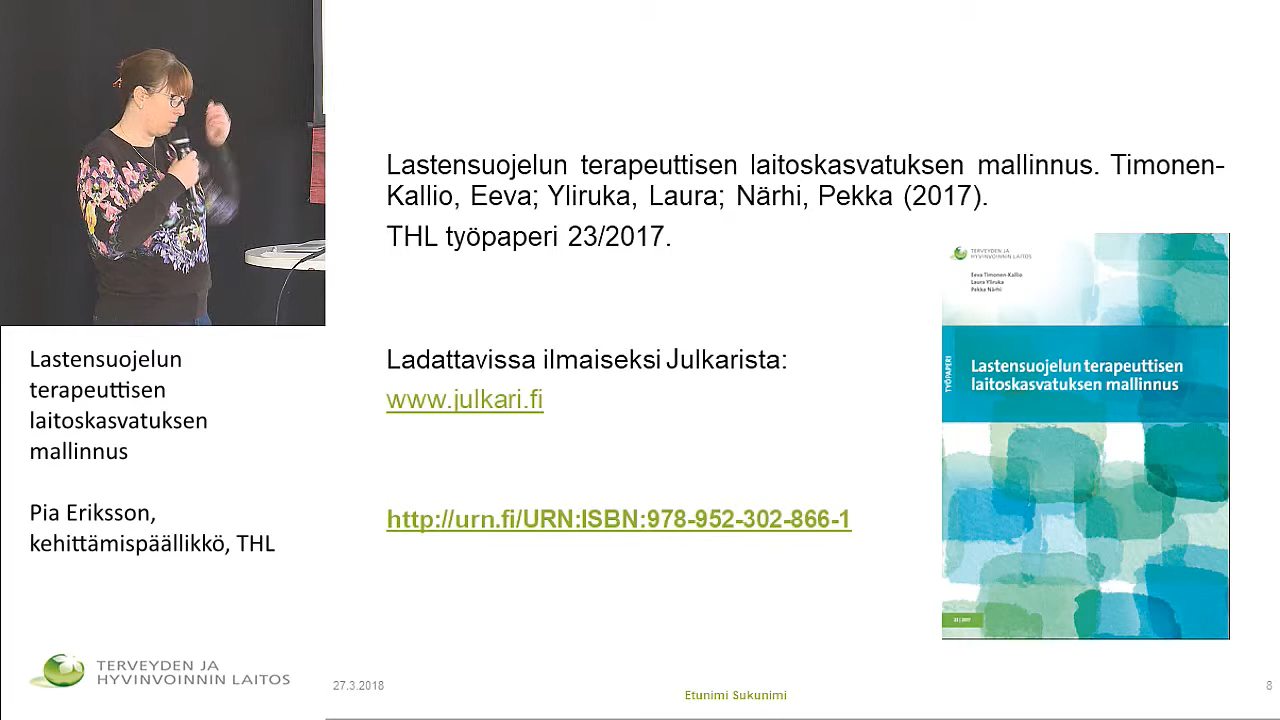 Lastensuojelun terapeuttisen laitoskasvatuksen mallinnus. Timonen-
Kallio, Eeva; Yliruka, Laura; Närhi, Pekka (2017).
THL työpaperi 23/2017.
TERVEYDEN JA
HYVINVOINNIN LAITOS
Eeva Timonen-Kallio
Laura Yliruka
Pekka Närhi
TYÖPAPERI
Lastensuojelun terapeuttisen
laitoskasvatuksen mallinnus
23 | 2017
Ladattavissa ilmaiseksi Julkarista:
www.julkari.fi
http://urn.fi/URN:ISBN:978-952-302-866-1
Lastensuojelun
terapeuttisen
laitoskasvatuksen
mallinnus
Pia Eriksson,
kehittämispäällikkö, THL
TERVEYDEN JA
HYVINVOINNIN LAITOS
27.3.2018
Etunimi Sukunimi
8